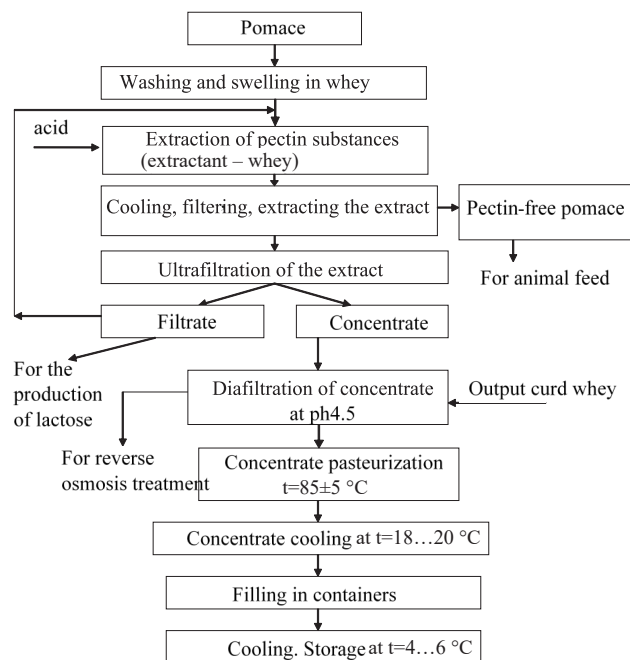 Pomace
Washing and swelling in whey
acid
Extraction of pectin substances
(extractant – whey)
Cooling, filtering, extracting the extract
Pectin-free pomace
For animal feed
Ultrafiltration of the extract
Filtrate
Concentrate
For the
production
of lactose
Diafiltration of concentrate
at ph4.5
Output curd whey
For reverse
osmosis treatment
Concentrate pasteurization
t=85±5 °C
Concentrate cooling at t=18…20 °C
Filling in containers
Cooling. Storage at t=4…6 °C